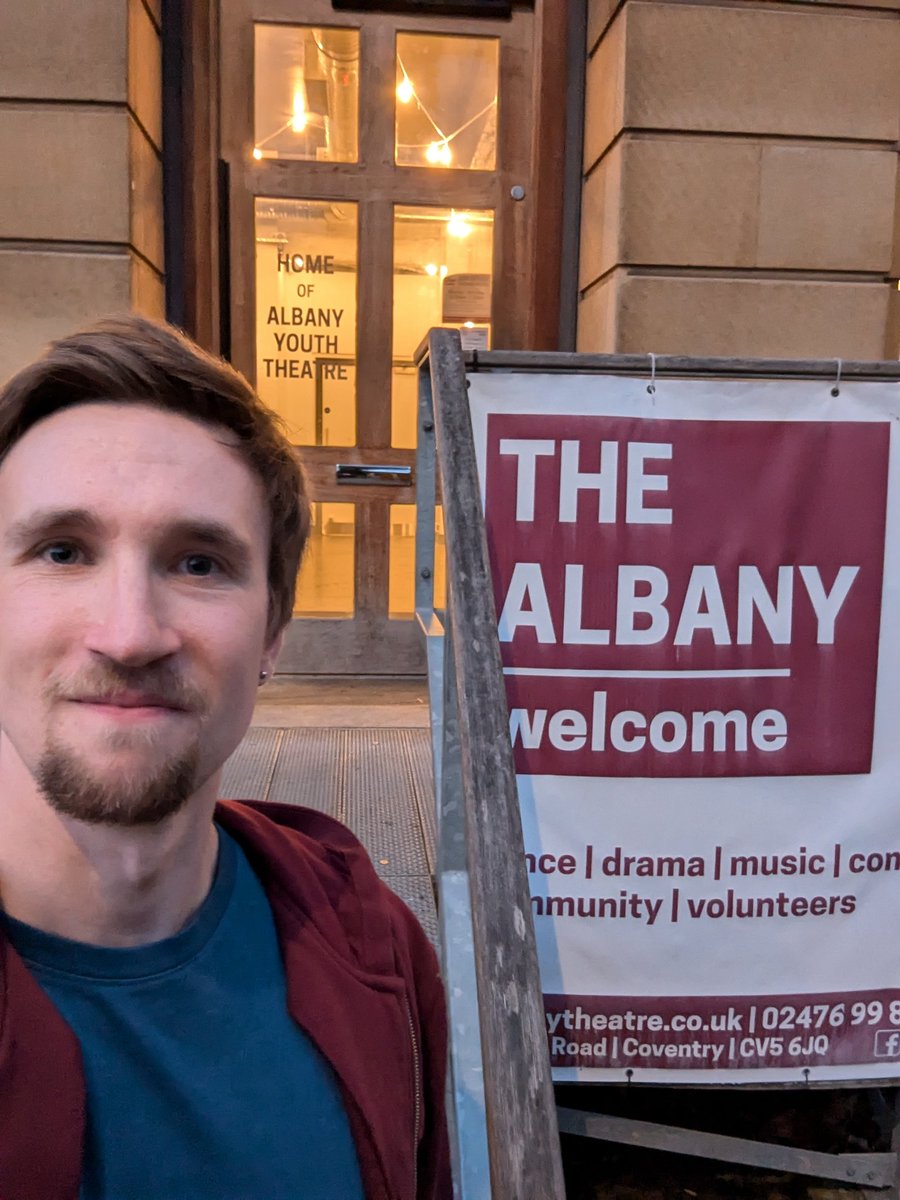 HOME
OF
ALBANY
YOUTH
THEATRE
THE
ALBANY
welcome
nce | drama | music | com
mmunity | volunteers
ytheatre.co.uk | 02476 99 8
Road | Coventry | CV5 6JQ
f